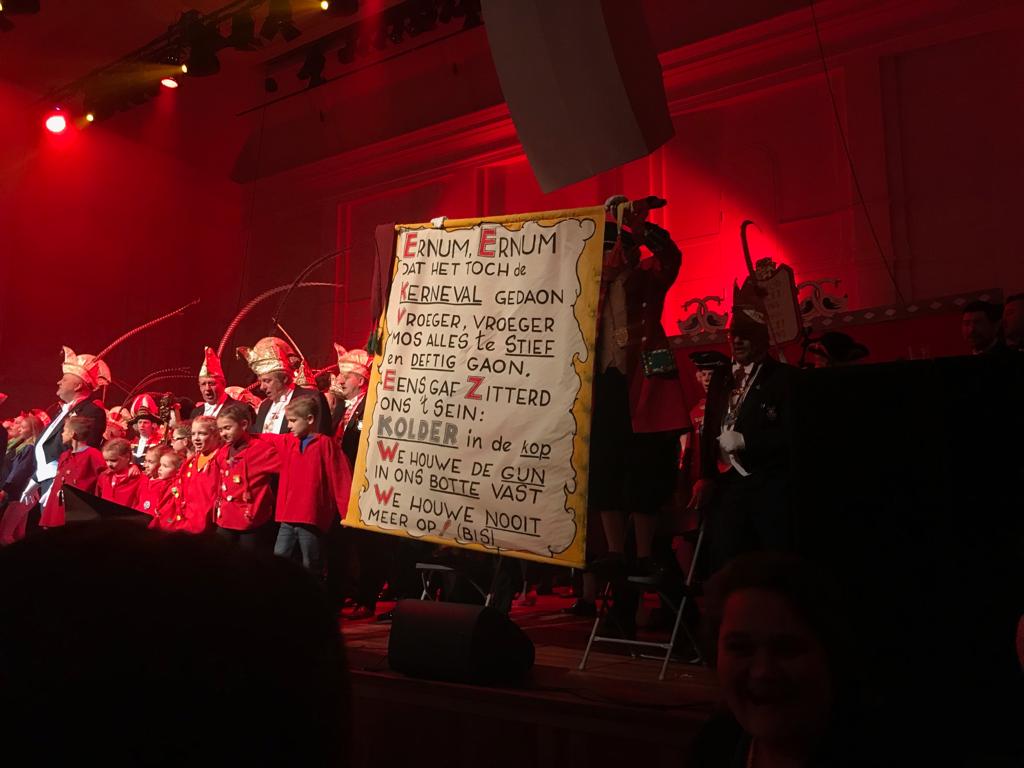 ERNUM, ERNUM
DAT HET TOCH de
KERNEVAL GEDAON
VROEGER, VROEGER
MOS ALLES te STIEF
en DEFTIG GAON.
EENS GAF ZITTERD
ONS 't SEIN:
KOLDER in de KOP
WE HOUWE DE GUN
IN ONS BOTTE VAST
WE HOUWE NOOIT
MEER OP! (BIS)